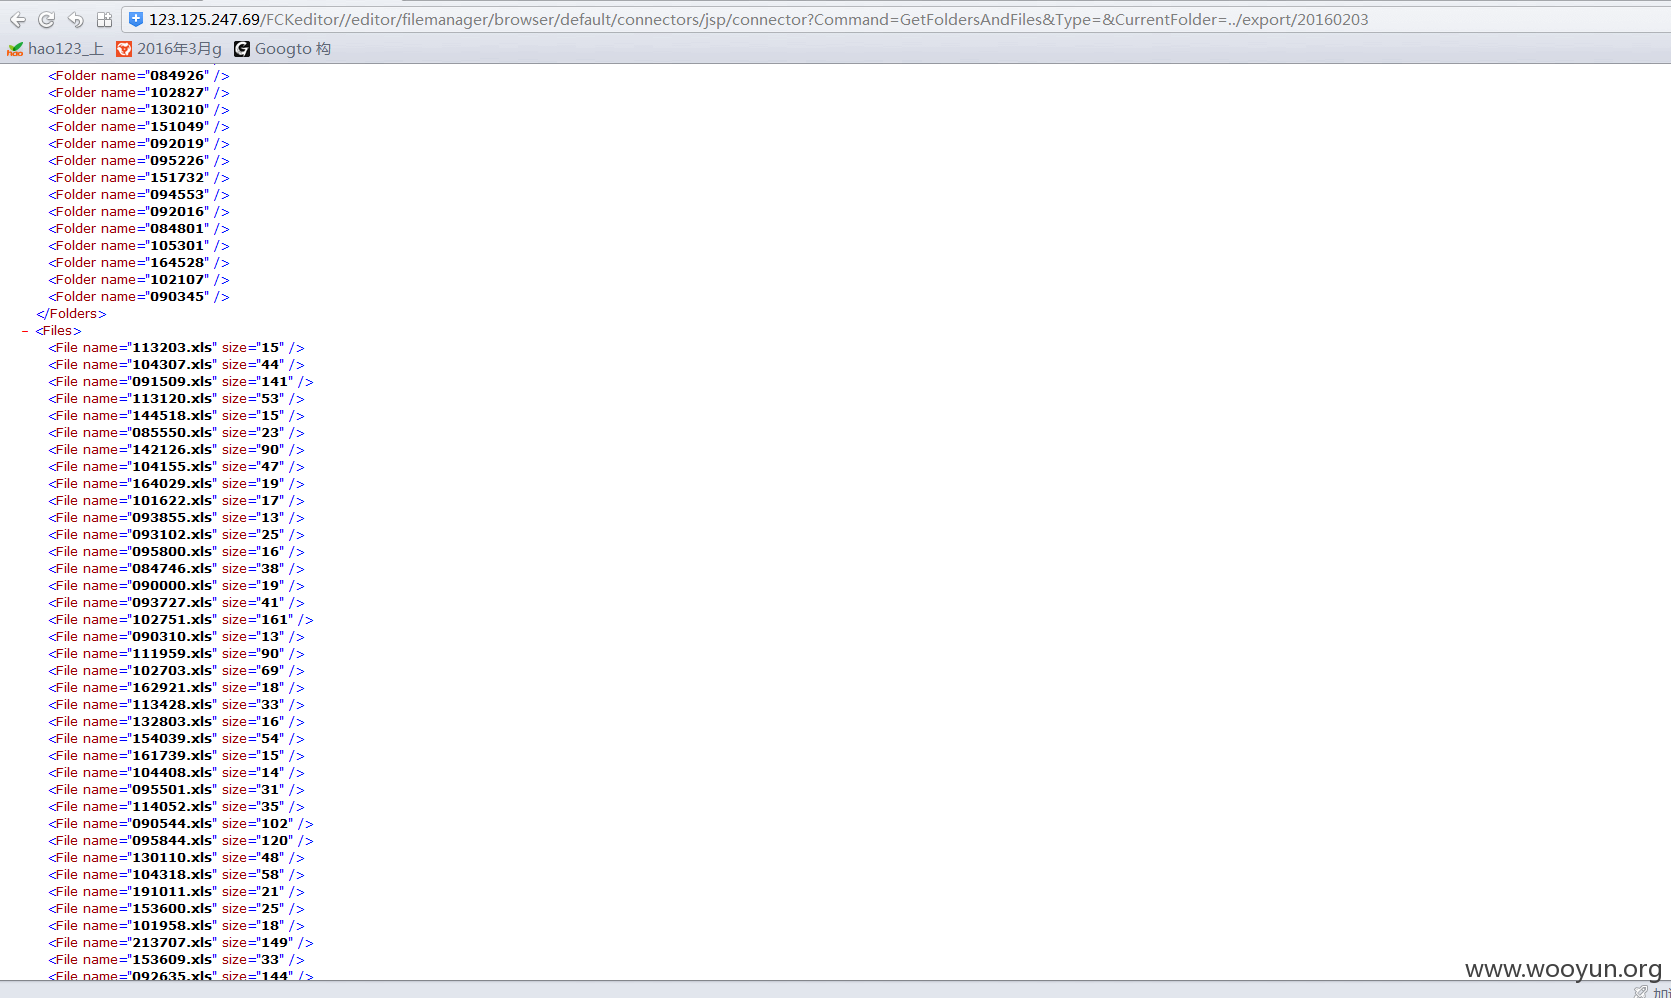 123.125.247.69/FCKeditor//editor/filemanager/browser/default/connectors/jsp/connector?Command=GetFoldersAndFiles&Type=&CurrentFolder=../export/20160203
hao123_上 2016年3月g Googto 构
<Folder name="084926" />
<Folder name="102827" />
<Folder name="130210" />
<Folder name="151049" />
<Folder name="092019" />
<Folder name="095226" />
<Folder name="151732" />
<Folder name="094553" />
<Folder name="092016" />
<Folder name="084801" />
<Folder name="105301" />
<Folder name="164528" />
<Folder name="102107" />
<Folder name="090345" />
</Folders>
- <Files>
<File name="113203.xls" size="15" />
<File name="104307.xls" size="44" />
<File name="091509.xls" size="141" />
<File name="113120.xls" size="53" />
<File name="144518.xls" size="15" />
<File name="085550.xls" size="23" />
<File name="142126.xls" size="90" />
<File name="104155.xls" size="47" />
<File name="164029.xls" size="19" />
<File name="101622.xls" size="17" />
<File name="093855.xls" size="13" />
<File name="093102.xls" size="25" />
<File name="095800.xls" size="16" />
<File name="084746.xls" size="38" />
<File name="090000.xls" size="19" />
<File name="093727.xls" size="41" />
<File name="102751.xls" size="161" />
<File name="090310.xls" size="13" />
<File name="111959.xls" size="90" />
<File name="102703.xls" size="69" />
<File name="162921.xls" size="18" />
<File name="113428.xls" size="33" />
<File name="132803.xls" size="16" />
<File name="154039.xls" size="54" />
<File name="161739.xls" size="15" />
<File name="104408.xls" size="14" />
<File name="095501.xls" size="31" />
<File name="114052.xls" size="35" />
<File name="090544.xls" size="102" />
<File name="095844.xls" size="120" />
<File name="130110.xls" size="48" />
<File name="104318.xls" size="58" />
<File name="191011.xls" size="21" />
<File name="153600.xls" size="25" />
<File name="101958.xls" size="18" />
<File name="213707.xls" size="149" />
<File name="153609.xls" size="33" />
<File name="092635.xls" size="144" />
www.wooyun.org